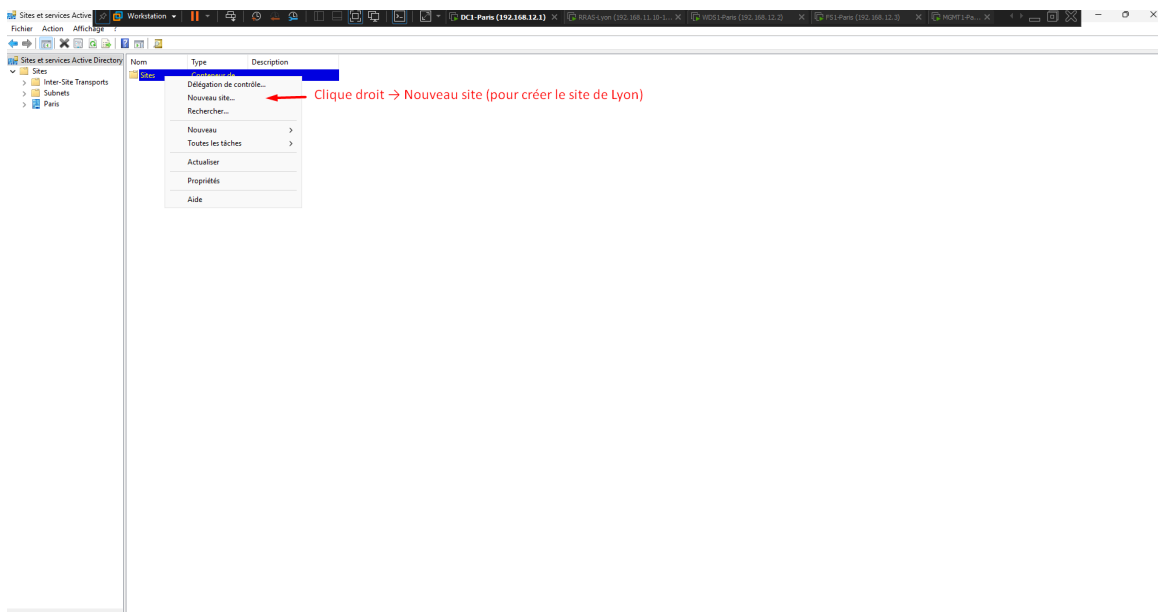 Sites et services Active
Workstation
DC1-Paris (192.168.12.1)
RRAS-Lyon (192.168.11.10-1...
WDS1-Paris (192.168.12.2)
FS1-Paris (192.168.12.3)
MGMT1-Pa...
Fichier Action Affichage ?
Sites et services Active Directory
Sites
Inter-Site Transports
Subnets
Paris
Nom Type Description
Sites Conteneur de
Délégation de contrôle...
Nouveau site...
Rechercher...
Nouveau
Toutes les tâches
Actualiser
Propriétés
Aide
Clique droit → Nouveau site (pour créer le site de Lyon)